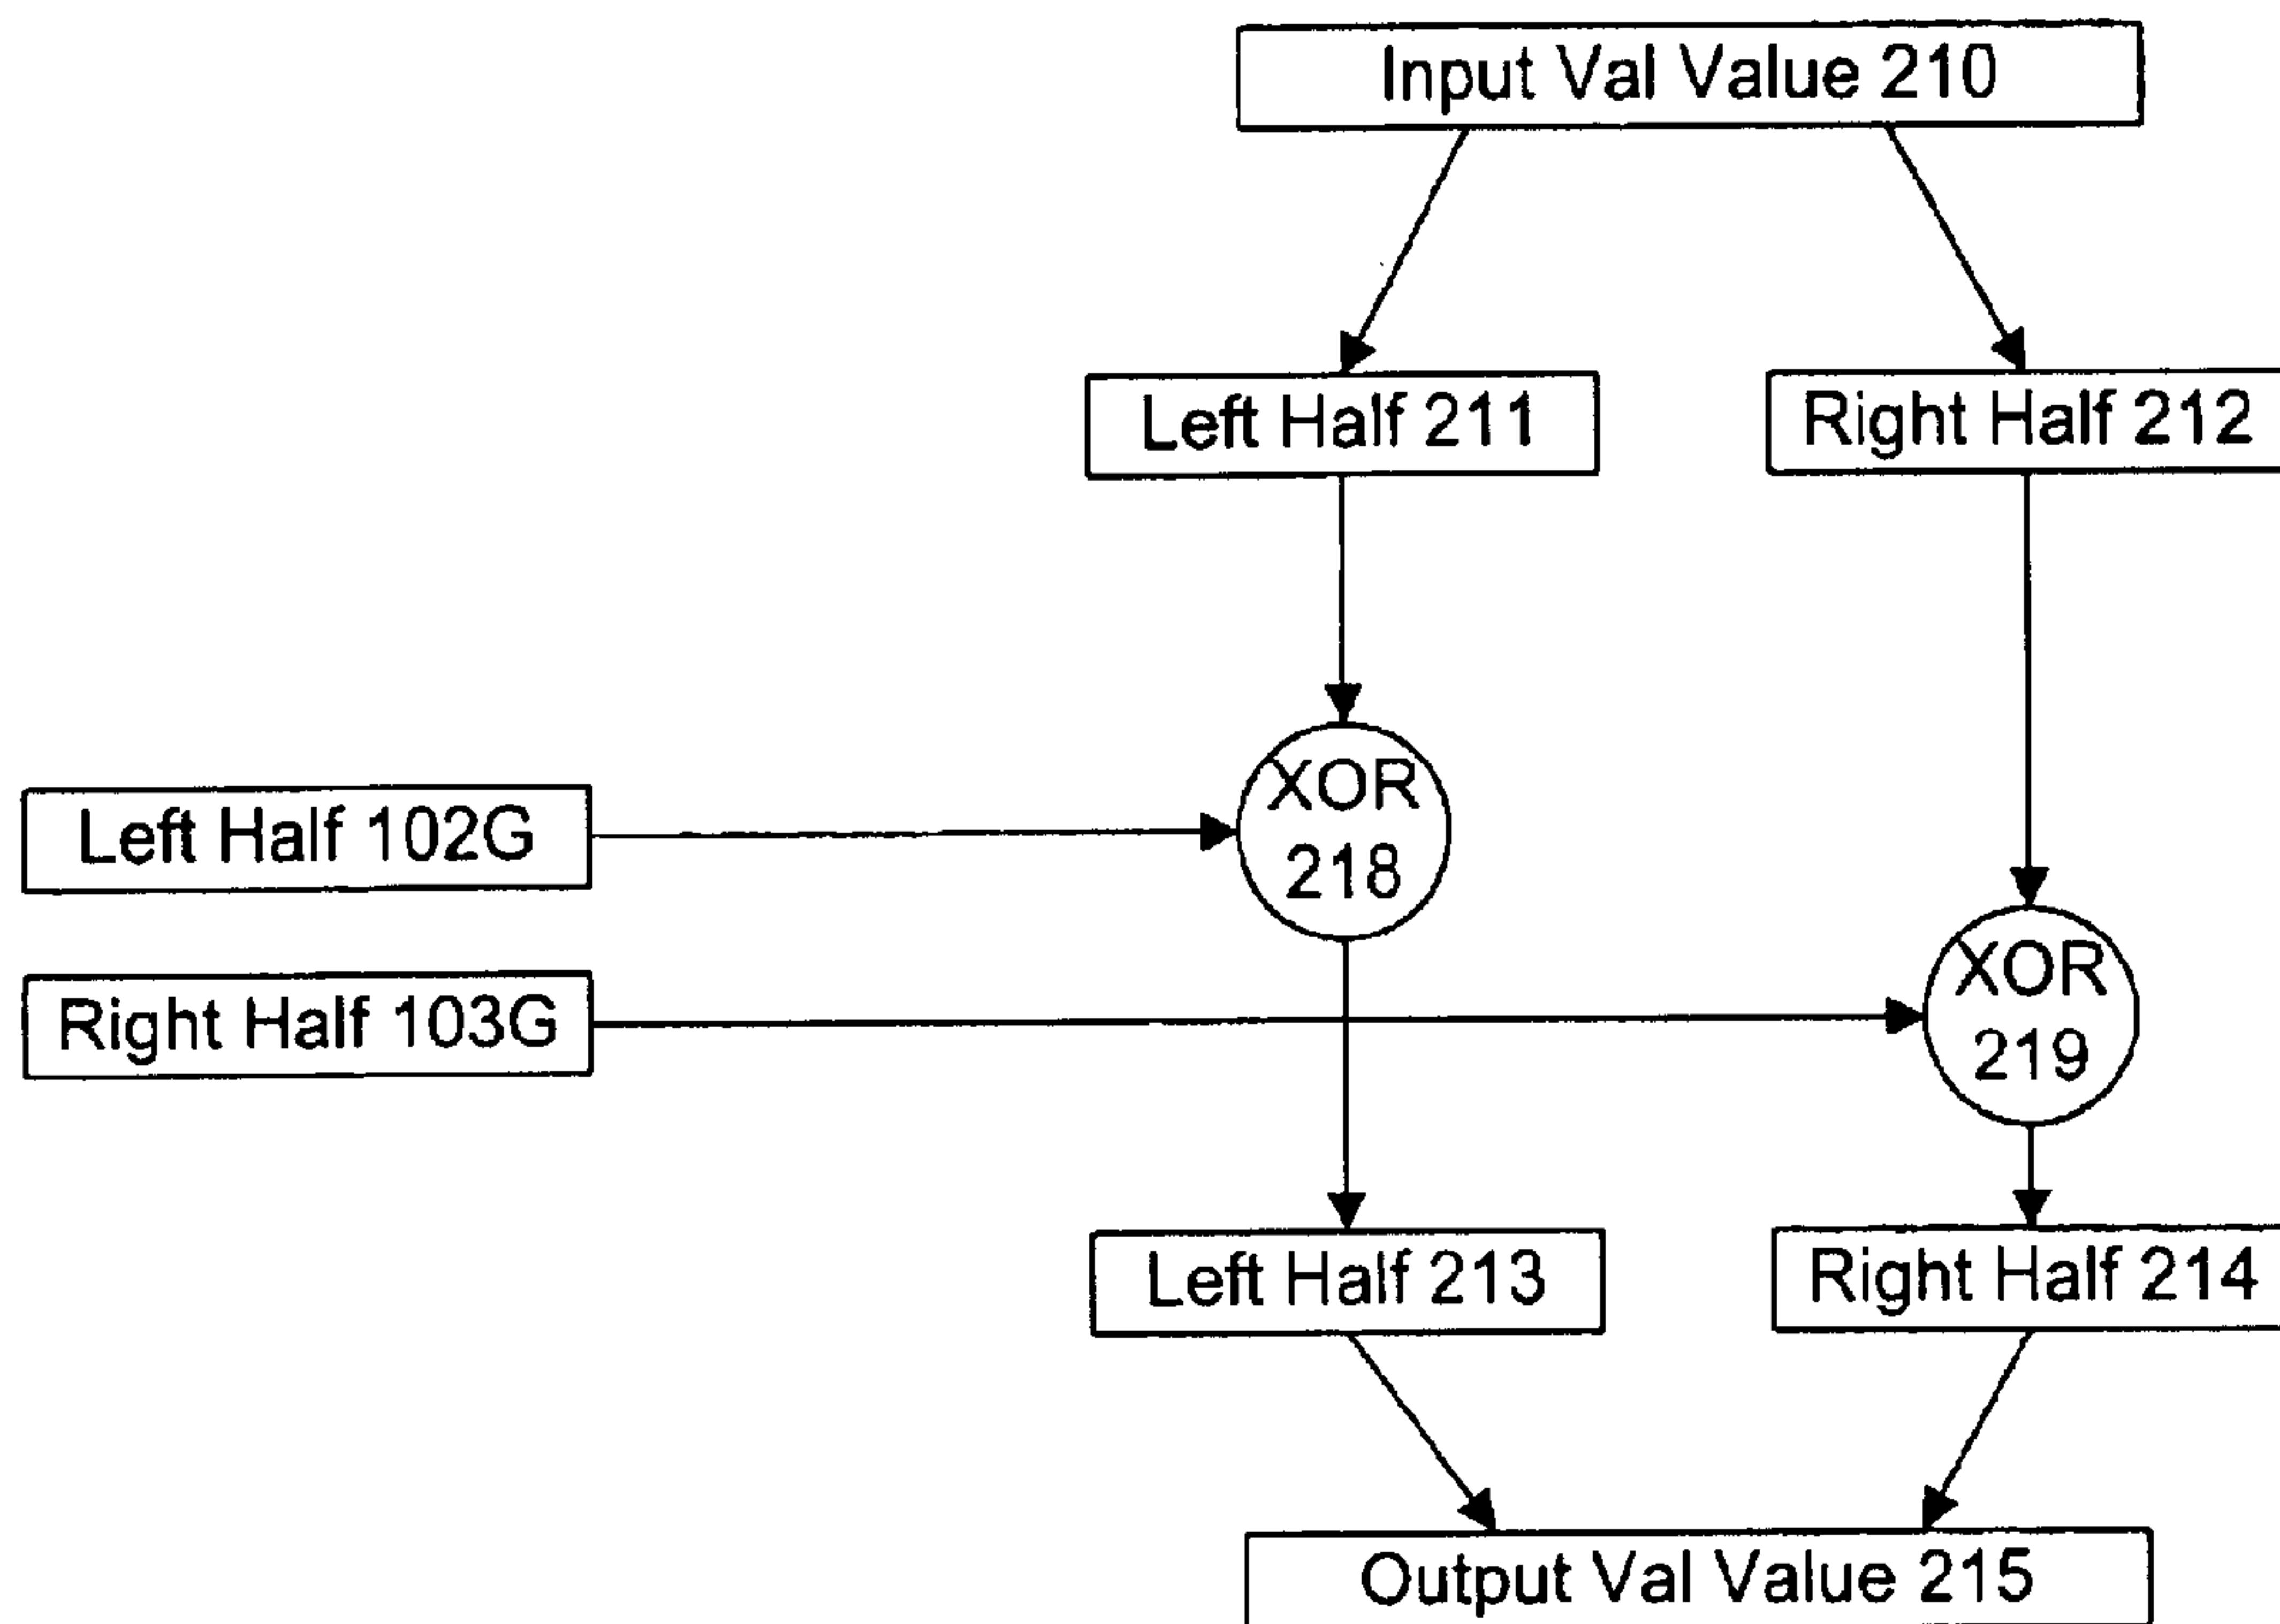 Input Val Value 210
Left Half 211
Right Half 212
XOR
218
Left Half 102G
XOR
219
Right Half 103G
Left Half 213
Right Half 214
Output Val Value 215